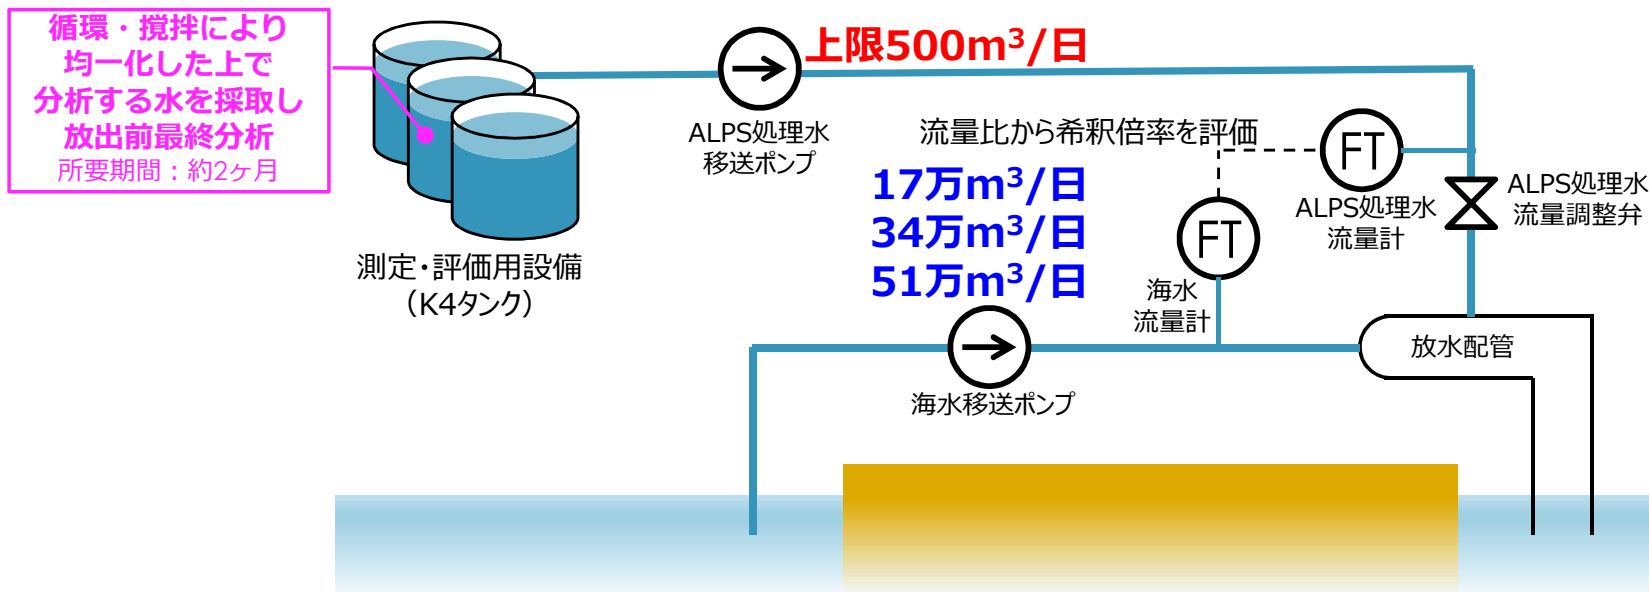 循環・撹拌により
均一化した上で
分析する水を採取し
放出前最終分析
所要期間：約2ヶ月
測定・評価用設備
（K4タンク）
ALPS処理水
移送ポンプ
上限500m³/日
流量比から希釈倍率を評価
17万m³/日
34万m³/日
51万m³/日
FT
ALPS処理水
流量計
ALPS処理水
流量調整弁
FT
海水
流量計
海水移送ポンプ
放水配管